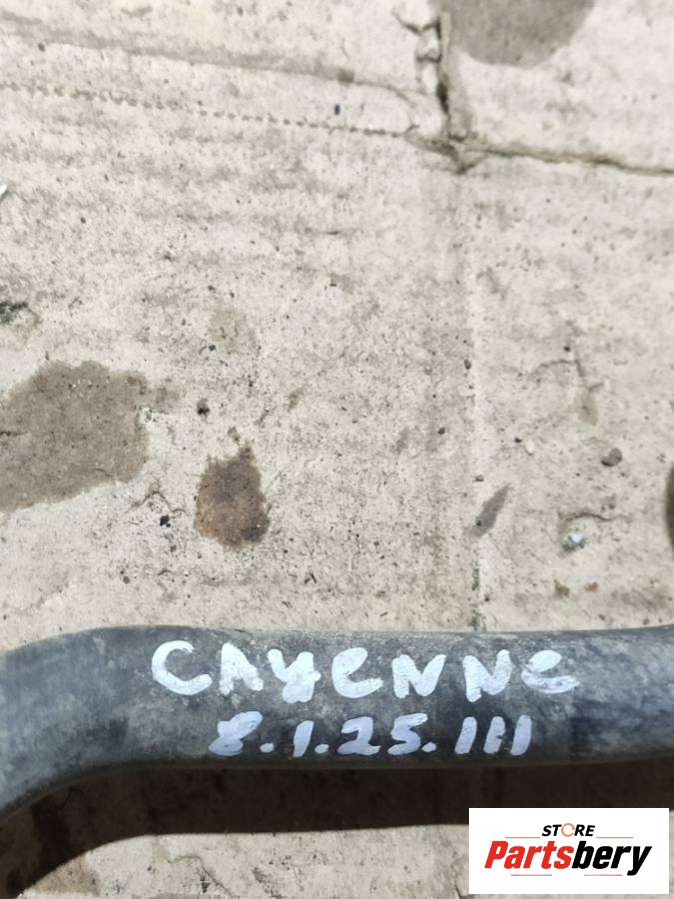 CAYENNE
8.1.25.111
STORE
Partsbery